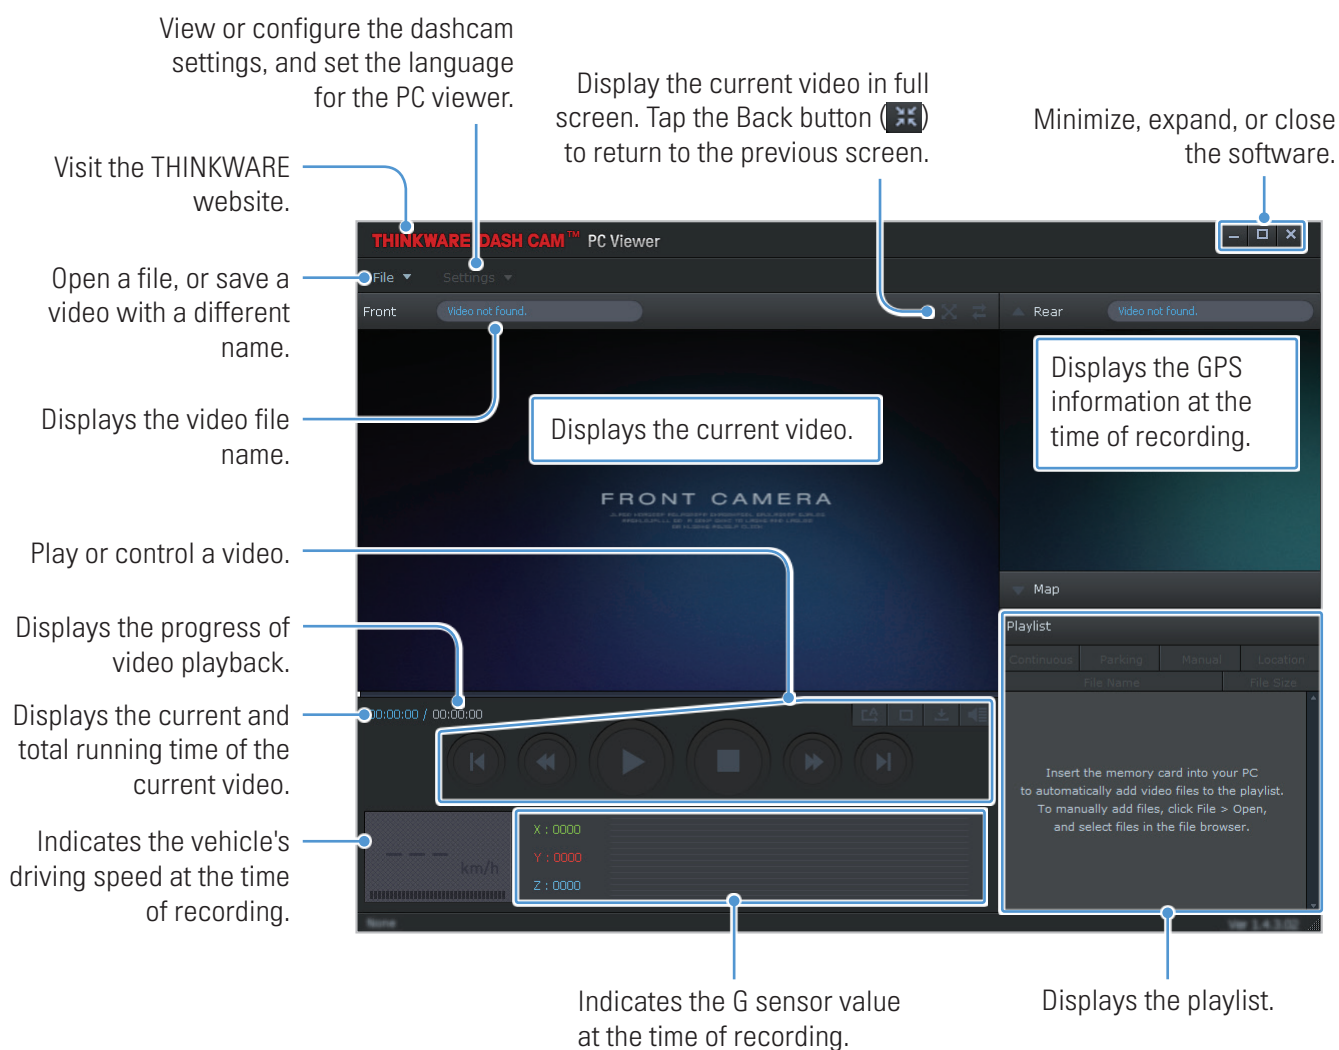 View or configure the dashcam
settings, and set the language
for the PC viewer.
Display the current video in full
screen. Tap the Back button ( )
to return to the previous screen.
Minimize, expand, or close
the software.
Visit the THINKWARE
website.
THINKWARE DASH CAM™ PC Viewer
Open a file, or save a
video with a different
name.
File Settings
Front Video not found.
Rear Video not found.
Displays the video file
name.
Displays the current video.
Displays the GPS
information at the
time of recording.
FRONT CAMERA
Play or control a video.
Map
Displays the progress of
video playback.
Playlist
Continuous Parking Manual Location
File Name File Size
Displays the current and
total running time of the
current video.
00:00:00 / 00:00:00
Insert the memory card into your PC
to automatically add video files to the playlist.
To manually add files, click File > Open,
and select files in the file browser.
Indicates the vehicle's
driving speed at the time
of recording.
--- km/h
X : 0000
Y : 0000
Z : 0000
None
Ver 1.4.3.02
Indicates the G sensor value
at the time of recording.
Displays the playlist.